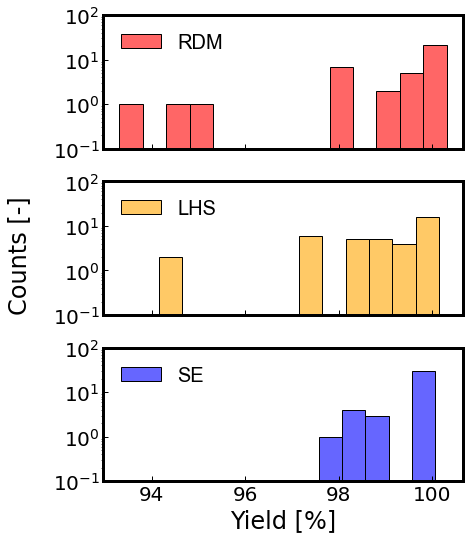 10²
RDM
10¹
10⁰
10⁻¹
10²
LHS
10¹
10⁰
10⁻¹
Counts [-]
10²
SE
10¹
10⁰
10⁻¹
94 96 98 100
Yield [%]